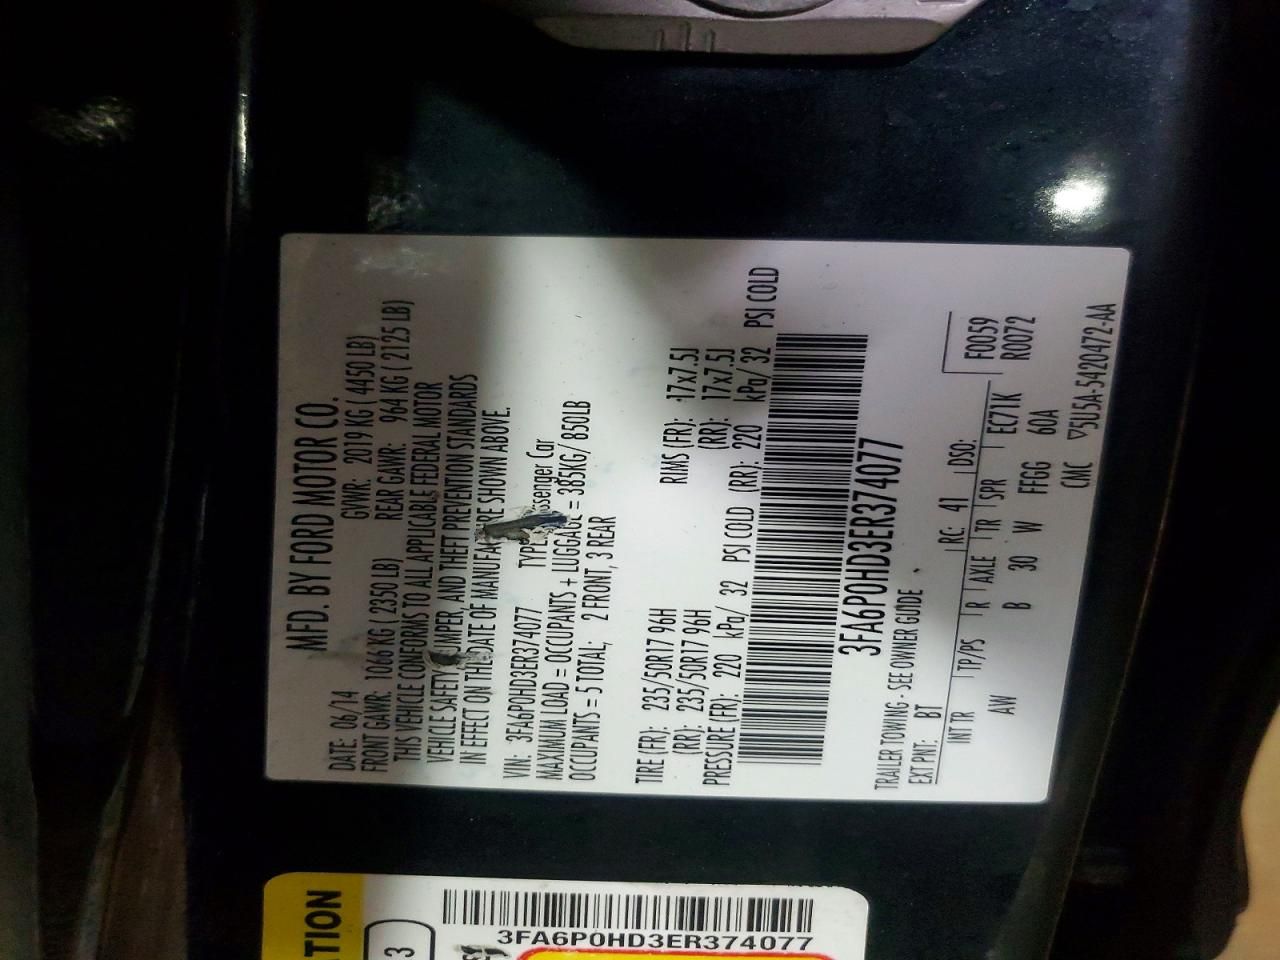 MFD. BY FORD MOTOR CO.
DATE: 06/14 GVWR: 2019 KG ( 4450 LB)
FRONT GAWR: 1066 KG ( 2350 LB) REAR GAWR: 964 KG ( 2125 LB)
THIS VEHICLE CONFORMS TO ALL APPLICABLE FEDERAL MOTOR
VEHICLE SAFETY, BUMPER, AND THEFT PREVENTION STANDARDS
IN EFFECT ON THE DATE OF MANUFACTURE SHOWN ABOVE.
VIN: 3FA6P0HD3ER374077 TYPE: Passenger Car
MAXIMUM LOAD = OCCUPANTS + LUGGAGE = 385KG/ 850LB
OCCUPANTS = 5 TOTAL; 2 FRONT, 3 REAR
TIRE (FR): 235/50R17 96H RIMS (FR): 17x7.5J
(RR): 235/50R17 96H (RR): 17x7.5J
PRESSURE (FR): 220 kPa/ 32 PSI COLD (RR): 220 kPa/ 32 PSI COLD
3FA6P0HD3ER374077
TRAILER TOWING - SEE OWNER GUIDE
EXT PNT: BT RC: 41 DSO: F0059
INT TR TP/PS R AXLE TR SPR EC71K R0072
AW B 30 W FFGG 60A
CNC ▽5U5A-5420472-AA
TION
3
3FA6P0HD3ER374077